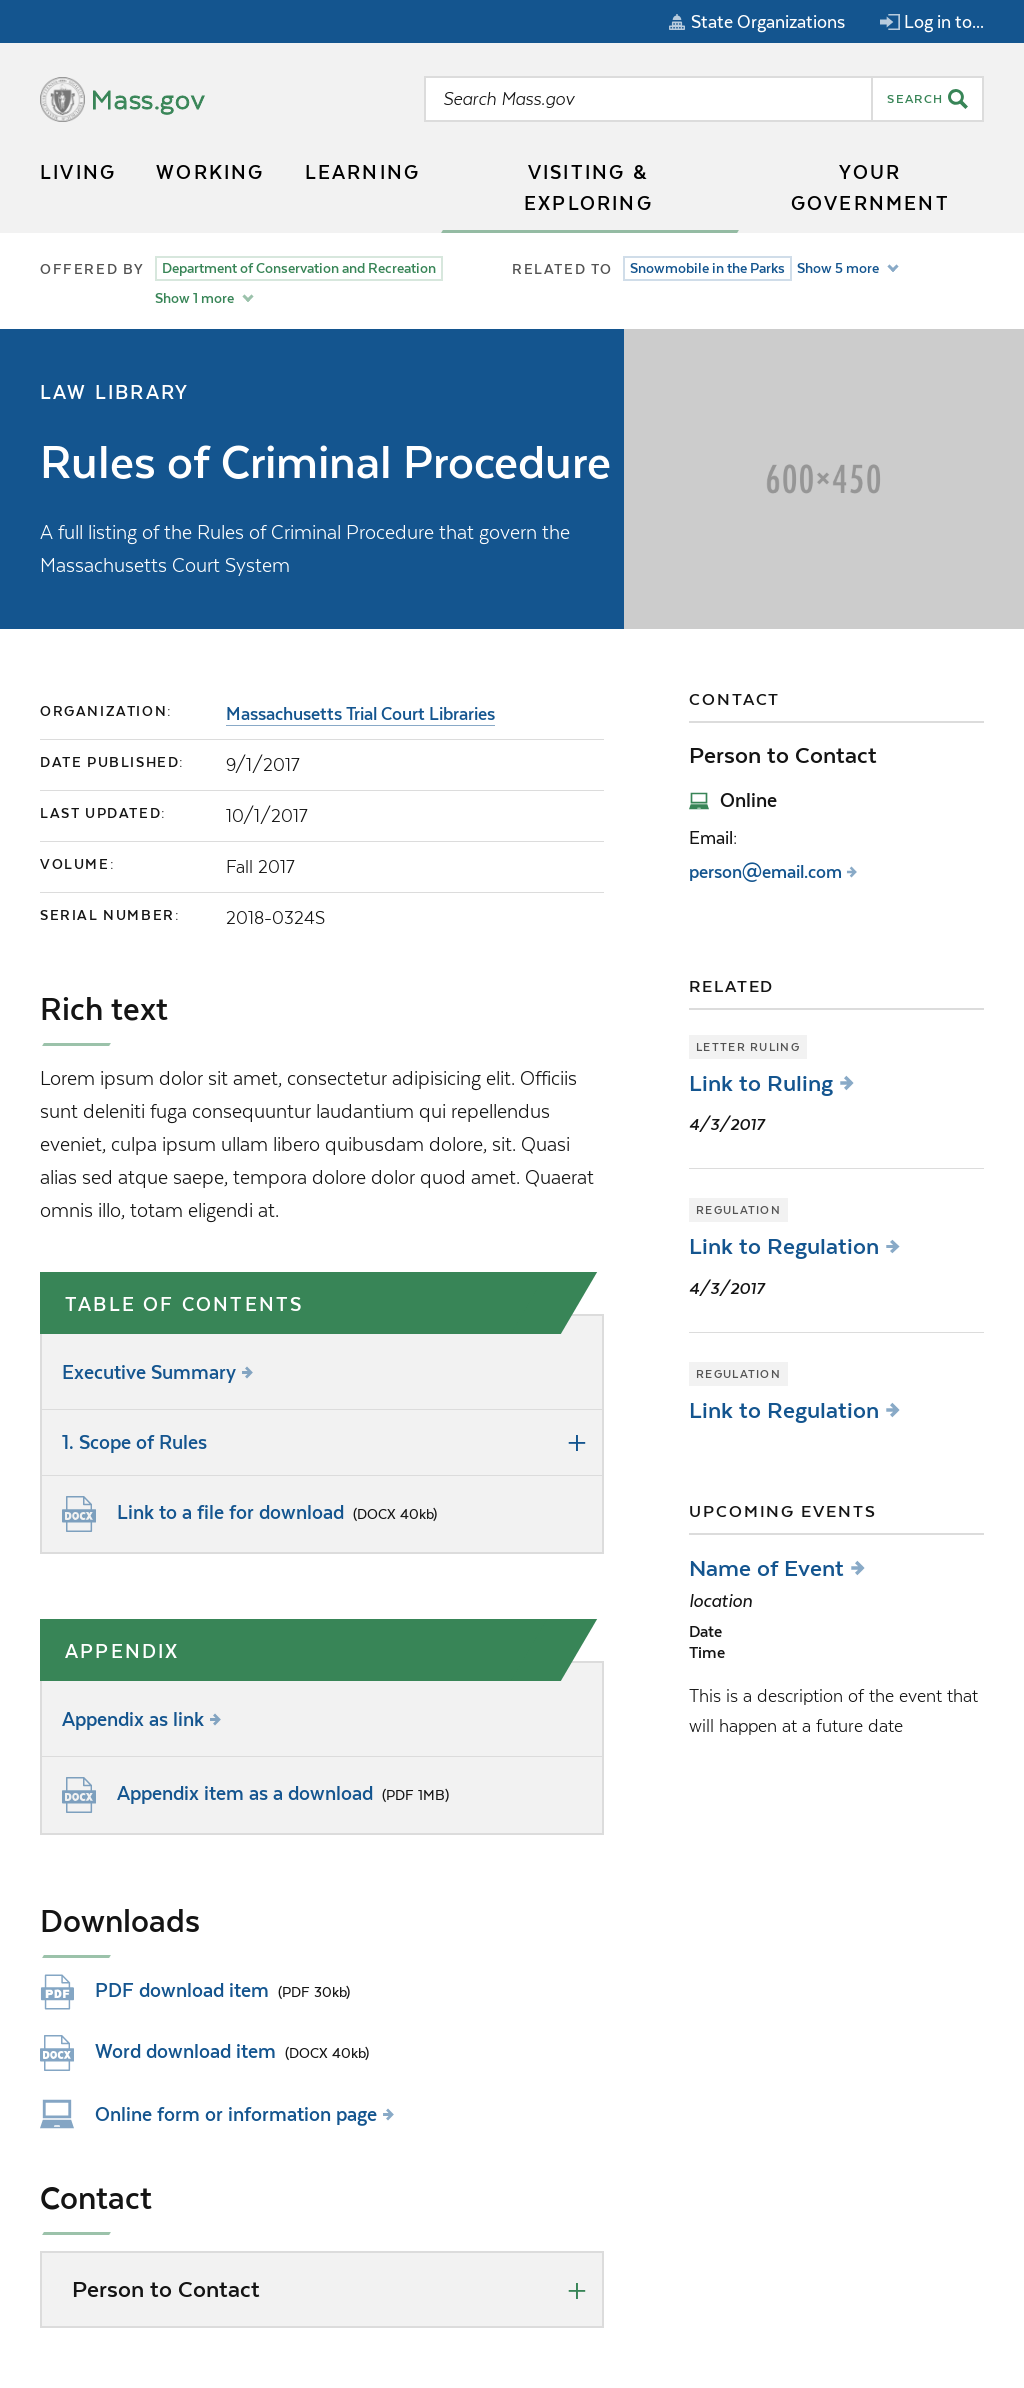 State Organizations
Log in to...
Mass.gov
Search Mass.gov
SEARCH
LIVING
WORKING
LEARNING
VISITING &
EXPLORING
YOUR
GOVERNMENT
OFFERED BY
Department of Conservation and Recreation
Show 1 more
RELATED TO
Snowmobile in the Parks
Show 5 more
LAW LIBRARY
Rules of Criminal Procedure
A full listing of the Rules of Criminal Procedure that govern the
Massachusetts Court System
600×450
ORGANIZATION:
Massachusetts Trial Court Libraries
DATE PUBLISHED:
9/1/2017
LAST UPDATED:
10/1/2017
VOLUME:
Fall 2017
SERIAL NUMBER:
2018-0324S
Rich text
Lorem ipsum dolor sit amet, consectetur adipisicing elit. Officiis
sunt deleniti fuga consequuntur laudantium qui repellendus
eveniet, culpa ipsum ullam libero quibusdam dolore, sit. Quasi
alias sed atque saepe, tempora dolore dolor quod amet. Quaerat
omnis illo, totam eligendi at.
TABLE OF CONTENTS
Executive Summary
1. Scope of Rules
DOCX
Link to a file for download (DOCX 40kb)
APPENDIX
Appendix as link
DOCX
Appendix item as a download (PDF 1MB)
Downloads
PDF
PDF download item (PDF 30kb)
DOCX
Word download item (DOCX 40kb)
Online form or information page
Contact
Person to Contact
CONTACT
Person to Contact
Online
Email:
person@email.com
RELATED
LETTER RULING
Link to Ruling
4/3/2017
REGULATION
Link to Regulation
4/3/2017
REGULATION
Link to Regulation
UPCOMING EVENTS
Name of Event
location
Date
Time
This is a description of the event that
will happen at a future date